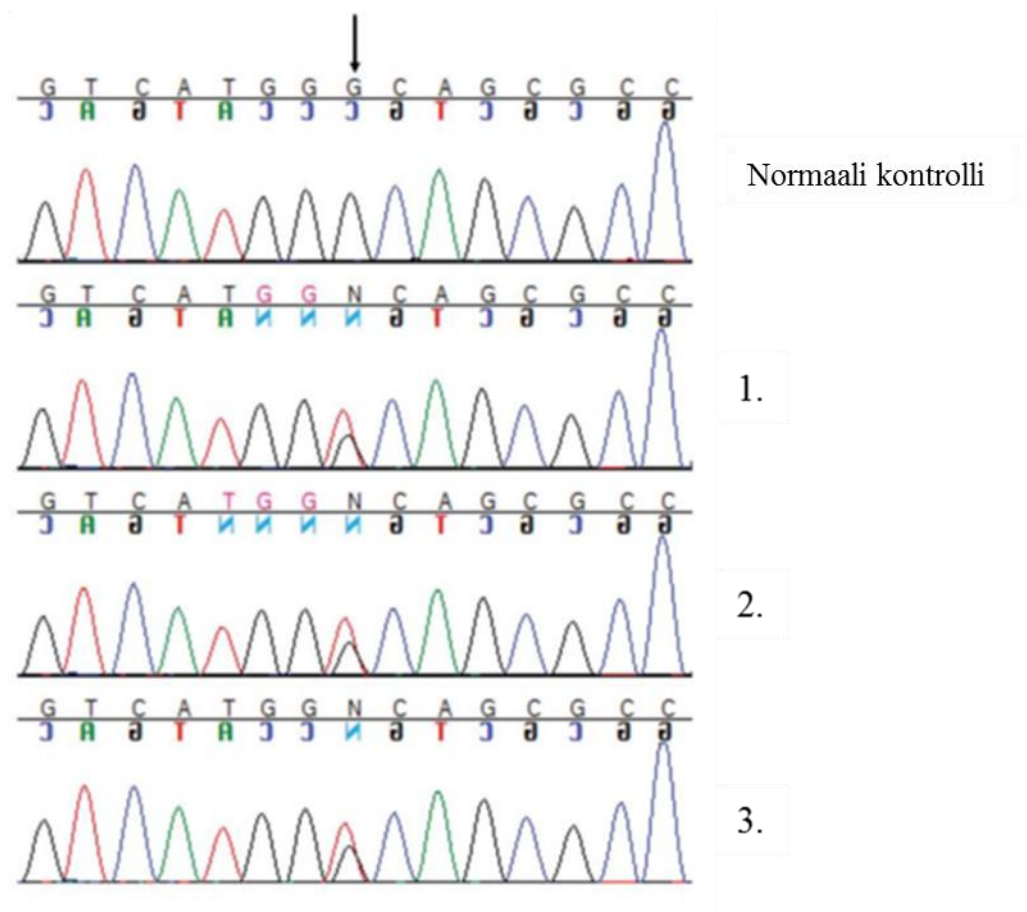 G T C A T G G G C A G C G C C
C A G T A C C C G T C G C G G
Normaali kontrolli
G T C A T G G N C A G C G C C
C A G T A N N N G T C G C G G
1.
G T C A T G G N C A G C G C C
C A G T N N N N G T C G C G G
2.
G T C A T G G N C A G C G C C
C A G T A C C N G T C G C G G
3.